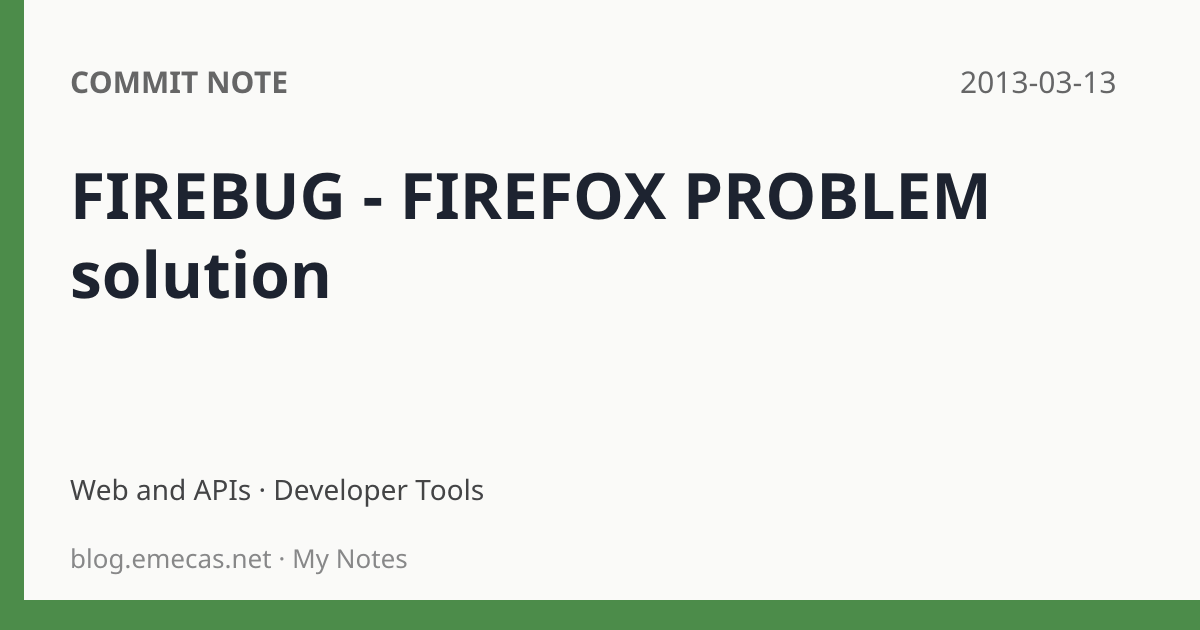 COMMIT NOTE
2013-03-13
FIREBUG - FIREFOX PROBLEM
solution
Web and APIs · Developer Tools
blog.emecas.net · My Notes